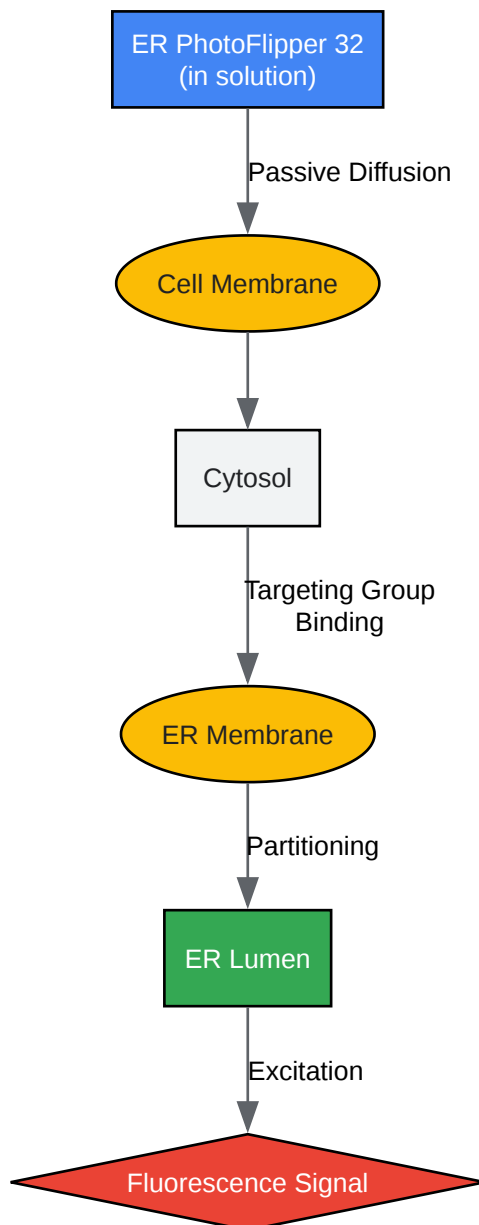 ER PhotoFlipper 32
(in solution)
Passive Diffusion
Cell Membrane
Cytosol
Targeting Group
Binding
ER Membrane
Partitioning
ER Lumen
Excitation
Fluorescence Signal